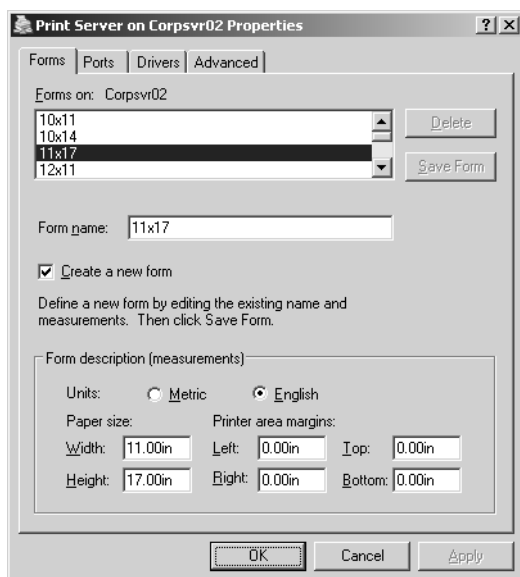 Print Server on Corpsvr02 Properties
Forms Ports Drivers Advanced
Forms on: Corpsvr02
10x11
10x14
11x17
12x11
Delete
Save Form
Form name: 11x17
Create a new form
Define a new form by editing the existing name and
measurements. Then click Save Form.
Form description (measurements)
Units: Metric English
Paper size: Printer area margins:
Width: 11.00in Left: 0.00in Top: 0.00in
Height: 17.00in Right: 0.00in Bottom: 0.00in
OK Cancel Apply